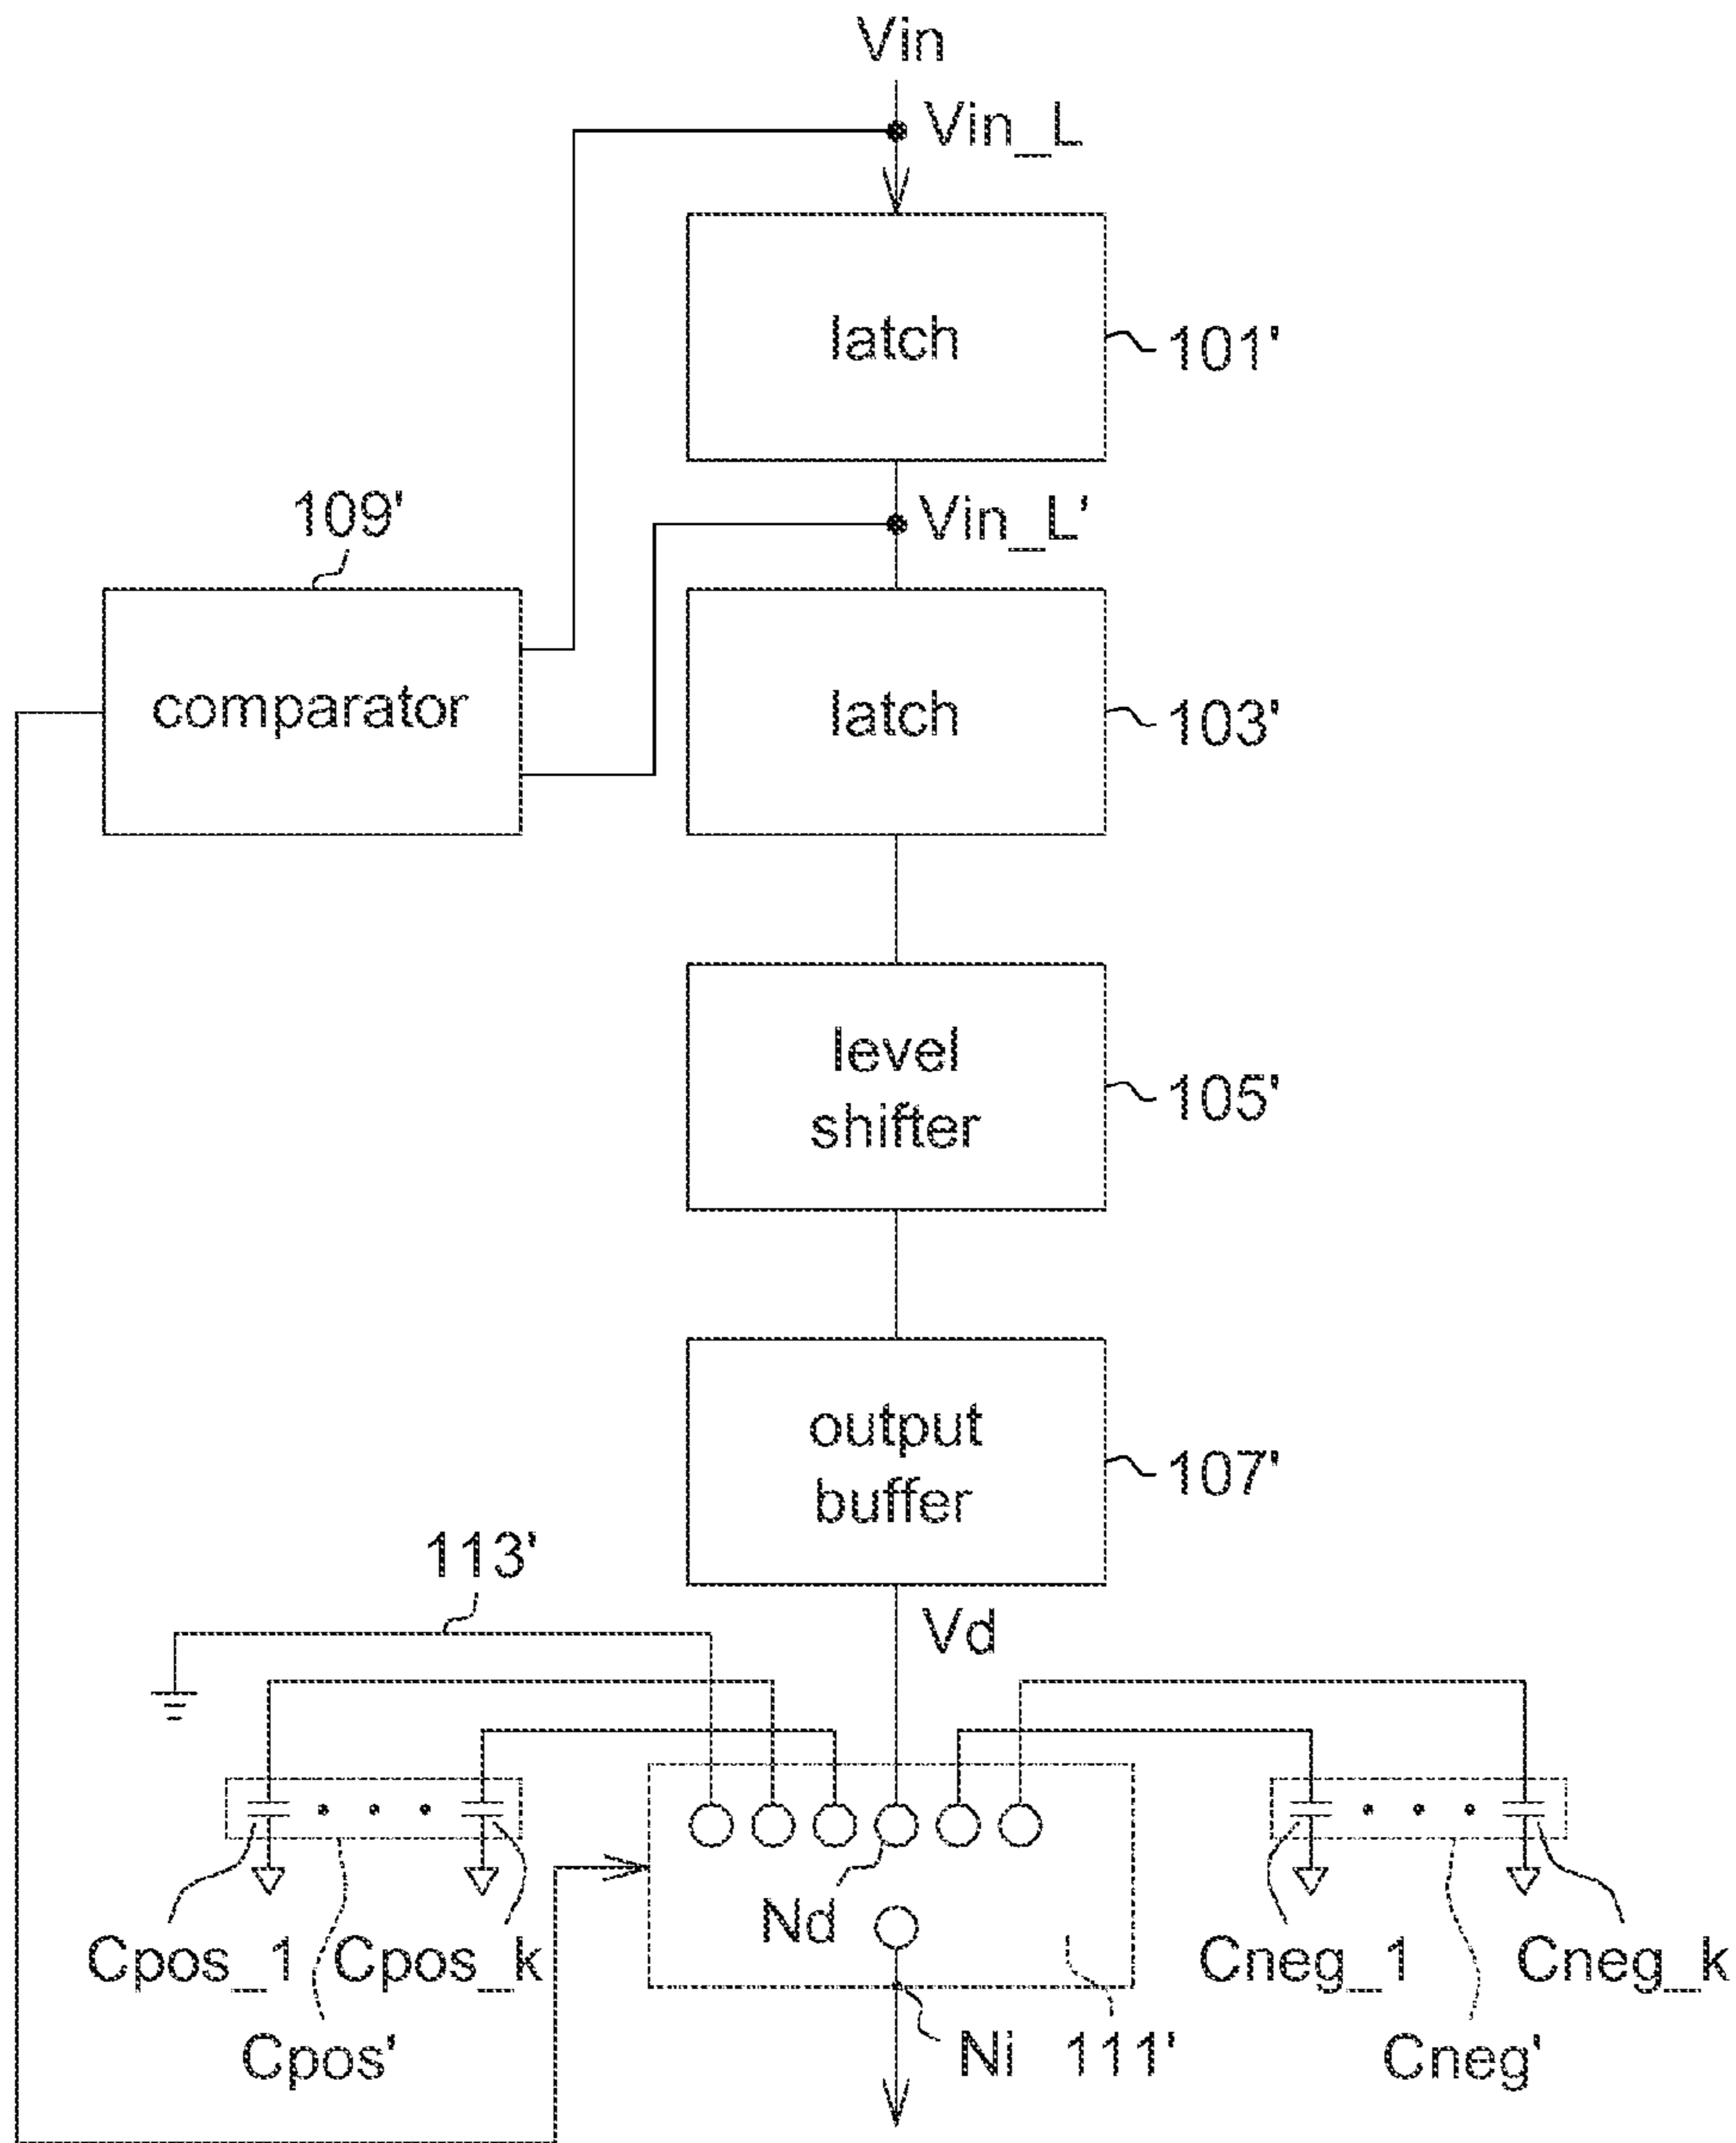 Vin
Vin_L
latch
101'
Vin_L'
109'
comparator
latch
103'
level
shifter
105'
output
buffer
107'
113'
Vd
Nd
Cpos_1
Cpos_k
Cneg_1
Cneg_k
Cpos'
Ni
111'
Cneg'